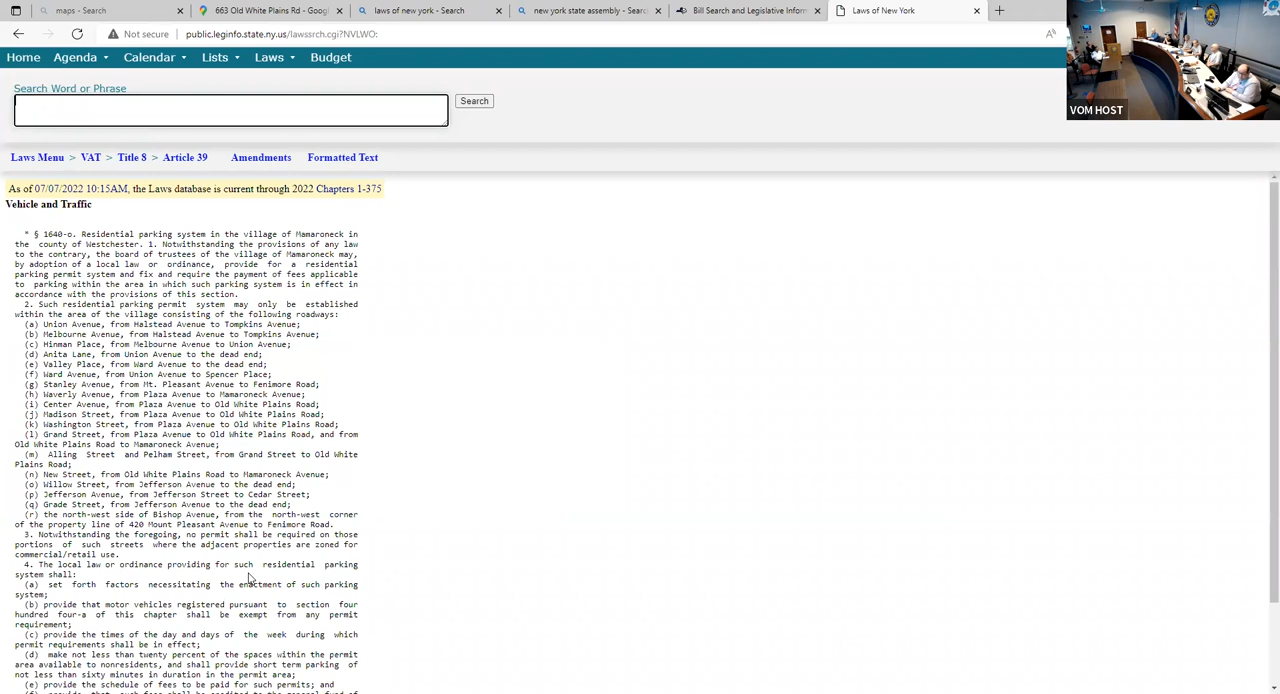 maps - Search
663 Old White Plains Rd - Googl
laws of new york - Search
new york state assembly - Searc
Bill Search and Legislative Inform
Laws of New York
Not secure | public.leginfo.state.ny.us/lawssrch.cgi?NVLWO:
Home Agenda Calendar Lists Laws Budget
Search Word or Phrase
Search
VOM HOST
Laws Menu > VAT > Title 8 > Article 39 Amendments Formatted Text
As of 07/07/2022 10:15AM, the Laws database is current through 2022 Chapters 1-375
Vehicle and Traffic
* § 1640-o. Residential parking system in the village of Mamaroneck in
the county of Westchester. 1. Notwithstanding the provisions of any law
to the contrary, the board of trustees of the village of Mamaroneck may,
by adoption of a local law or ordinance, provide for a residential
parking permit system and fix and require the payment of fees applicable
to parking within the area in which such parking system is in effect in
accordance with the provisions of this section.
2. Such residential parking permit system may only be established
within the area of the village consisting of the following roadways:
(a) Union Avenue, from Halstead Avenue to Tompkins Avenue;
(b) Melbourne Avenue, from Halstead Avenue to Tompkins Avenue;
(c) Hinman Place, from Melbourne Avenue to Union Avenue;
(d) Anita Lane, from Union Avenue to the dead end;
(e) Valley Place, from Ward Avenue to the dead end;
(f) Ward Avenue, from Union Avenue to Spencer Place;
(g) Stanley Avenue, from Mt. Pleasant Avenue to Fenimore Road;
(h) Waverly Avenue, from Plaza Avenue to Mamaroneck Avenue;
(i) Center Avenue, from Plaza Avenue to Old White Plains Road;
(j) Madison Street, from Plaza Avenue to Old White Plains Road;
(k) Washington Street, from Plaza Avenue to Old White Plains Road;
(l) Grand Street, from Plaza Avenue to Old White Plains Road, and from
Old White Plains Road to Mamaroneck Avenue;
(m) Alling Street and Pelham Street, from Grand Street to Old White
Plains Road;
(n) New Street, from Old White Plains Road to Mamaroneck Avenue;
(o) Willow Street, from Jefferson Avenue to the dead end;
(p) Jefferson Avenue, from Jefferson Street to Cedar Street;
(q) Grade Street, from Jefferson Avenue to the dead end;
(r) the north-west side of Bishop Avenue, from the north-west corner
of the property line of 420 Mount Pleasant Avenue to Fenimore Road.
3. Notwithstanding the foregoing, no permit shall be required on those
portions of such streets where the adjacent properties are zoned for
commercial/retail use.
4. The local law or ordinance providing for such residential parking
system shall:
(a) set forth factors necessitating the enactment of such parking
system;
(b) provide that motor vehicles registered pursuant to section four
hundred four-a of this chapter shall be exempt from any permit
requirement;
(c) provide the times of the day and days of the week during which
permit requirements shall be in effect;
(d) make not less than twenty percent of the spaces within the permit
area available to nonresidents, and shall provide short term parking of
not less than sixty minutes in duration in the permit area;
(e) provide the schedule of fees to be paid for such permits; and
(f) provide that such fees shall be credited to the general fund of